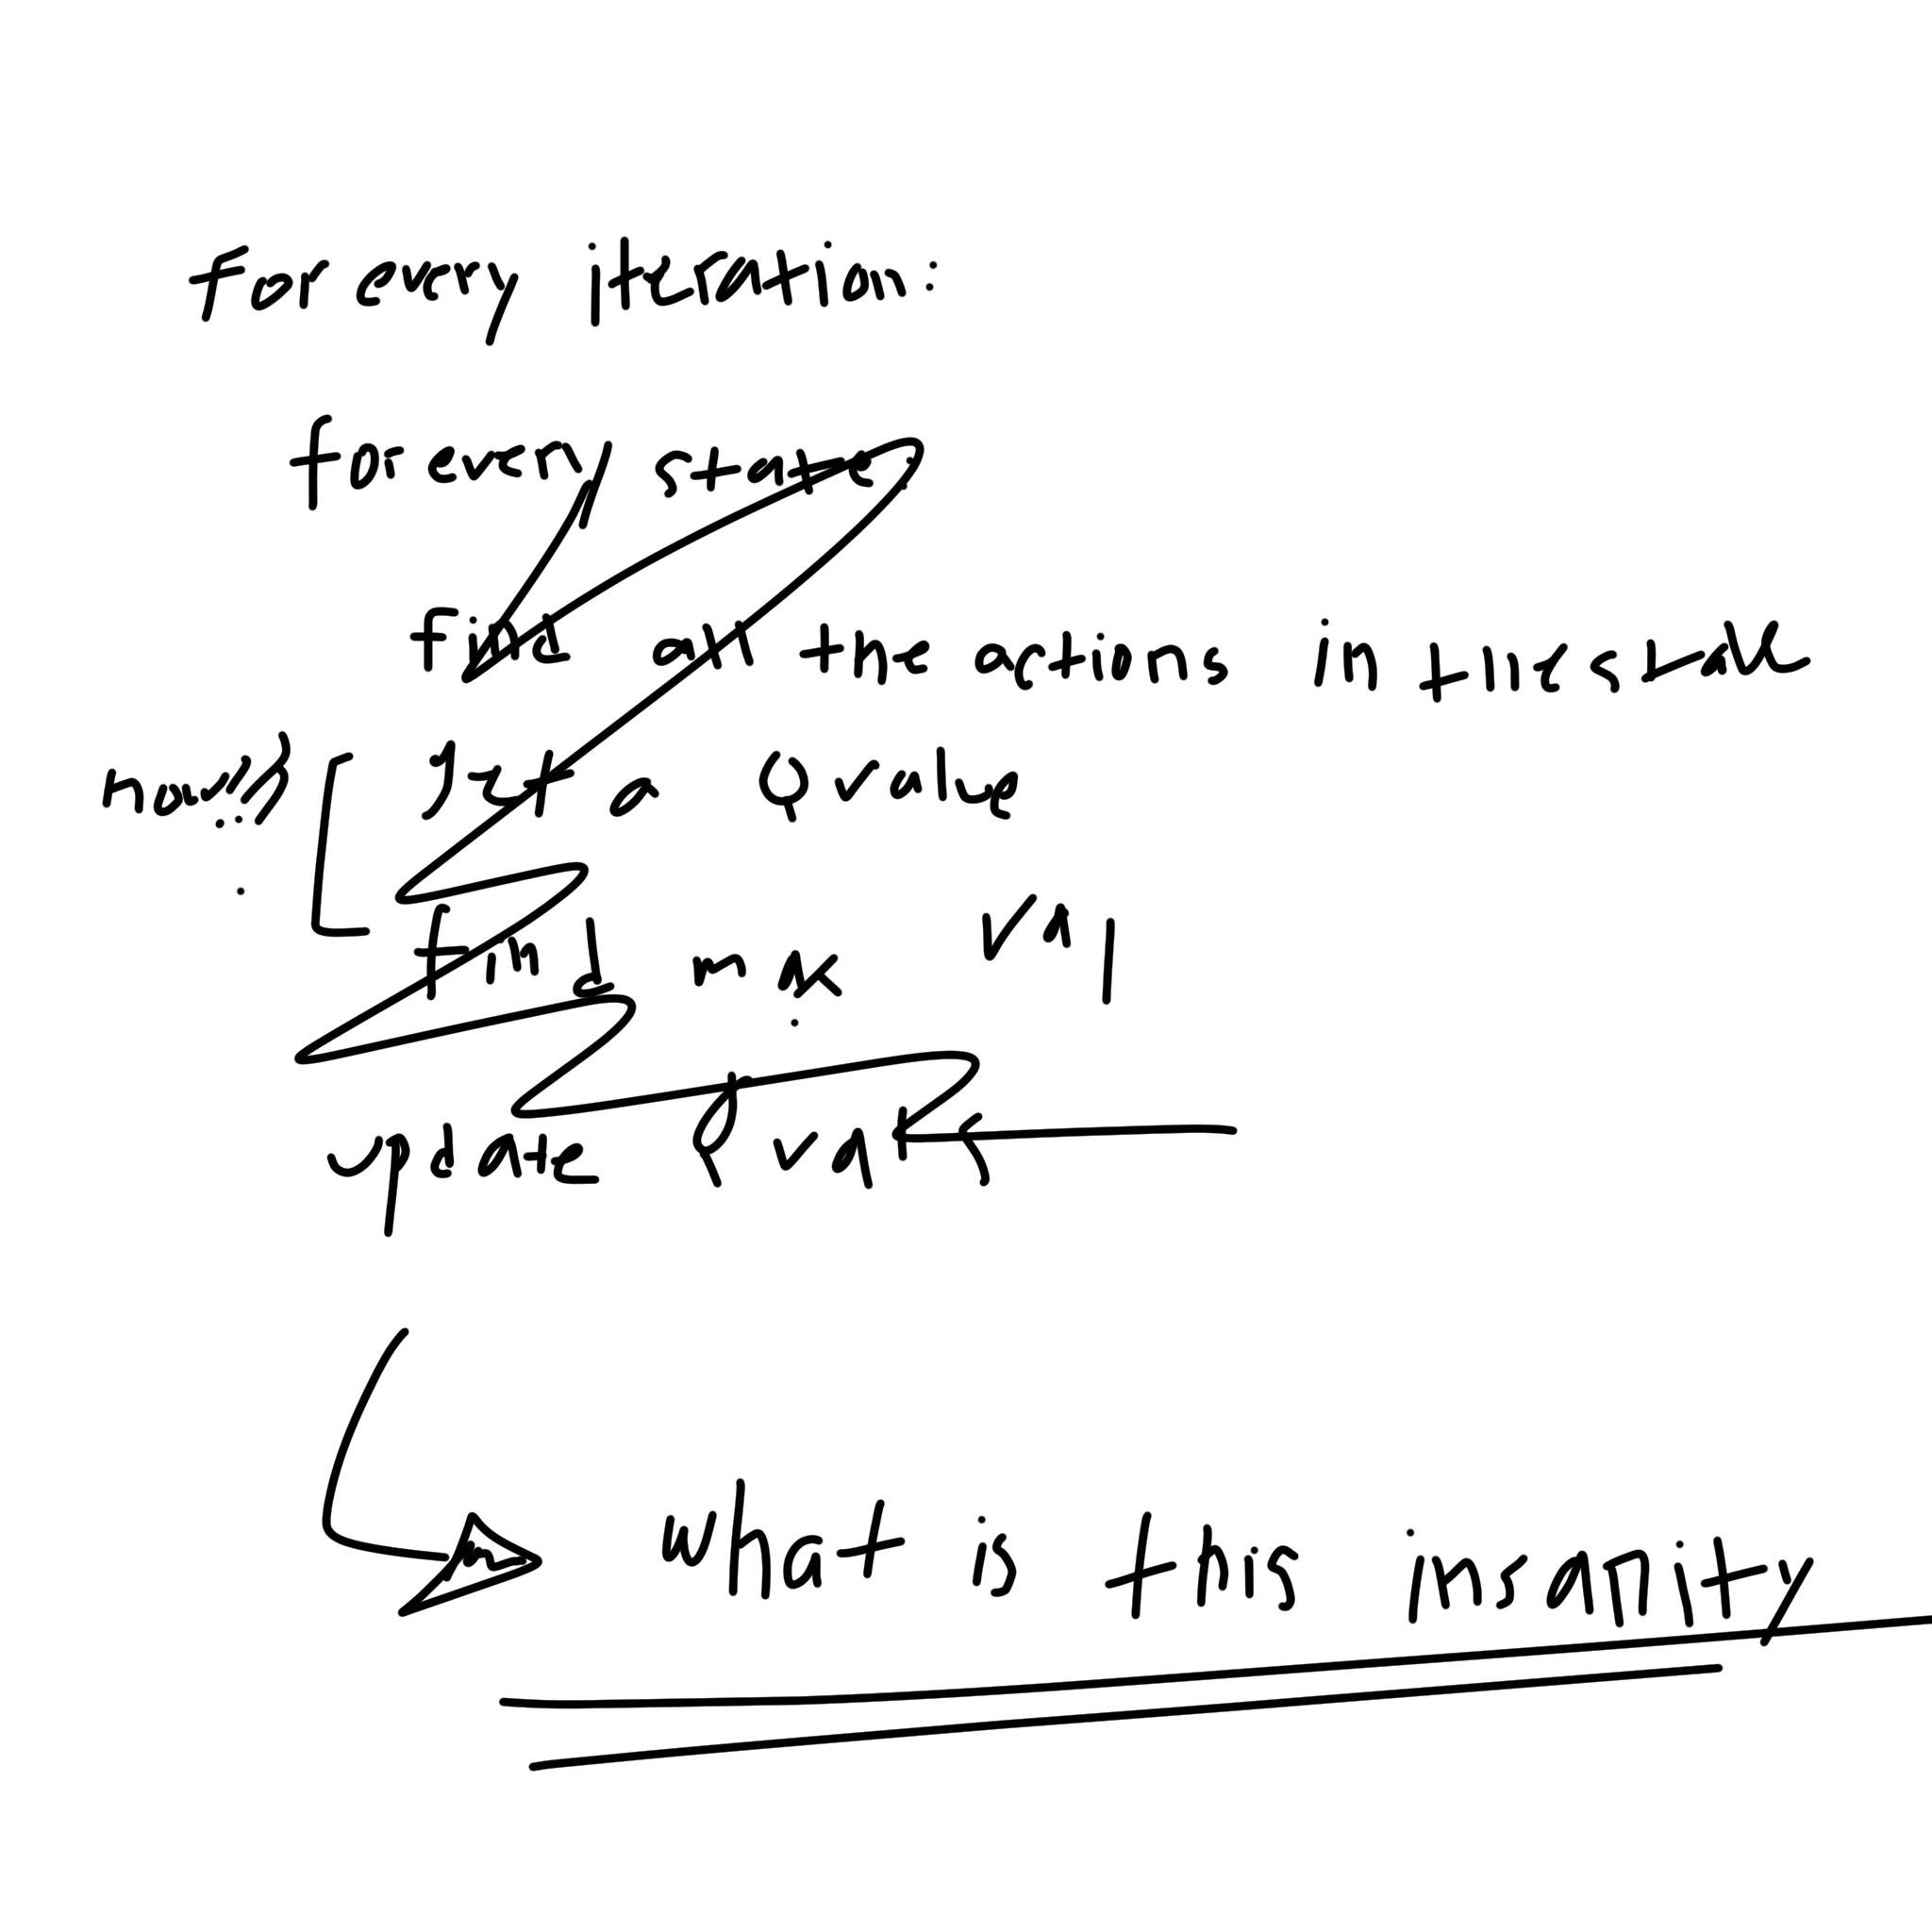 For every iteration:
for every state:
find all the actions in the state
how???
get a Q value
Find max val
update Q vals
what is this insanity